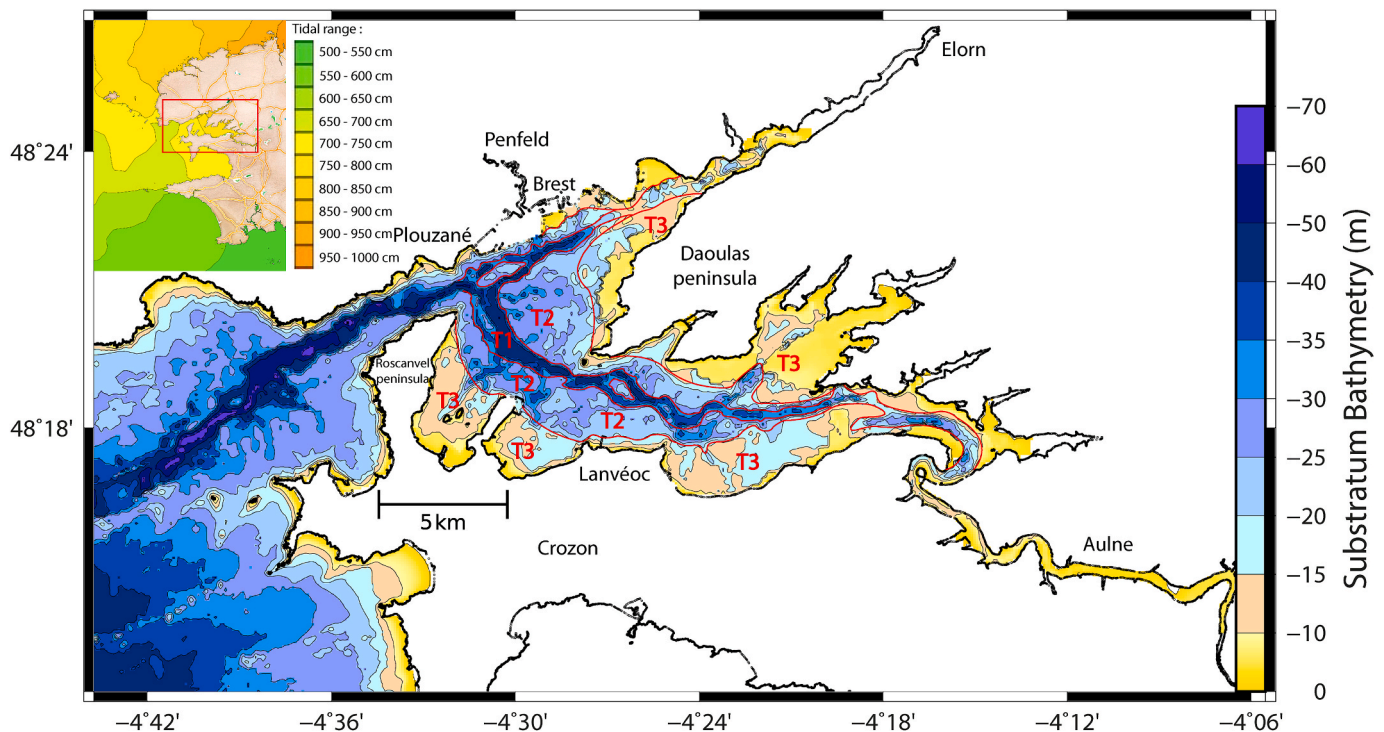 Tidal range :
500 - 550 cm
550 - 600 cm
600 - 650 cm
650 - 700 cm
700 - 750 cm
750 - 800 cm
800 - 850 cm
850 - 900 cm
900 - 950 cm
950 - 1000 cm
Elorn
Penfeld
Brest
Plouzané
T3
Daoulas
peninsula
T2
T1
Roscanvel
peninsula
T2
T3
T3
T2
T3
T3
Lanvéoc
5 km
Crozon
Aulne
48˚24'
48˚18'
−4˚42'
−4˚36'
−4˚30'
−4˚24'
−4˚18'
−4˚12'
−4˚06'
−70
−60
−50
−40
−35
−30
−25
−20
−15
−10
0
Substratum Bathymetry (m)